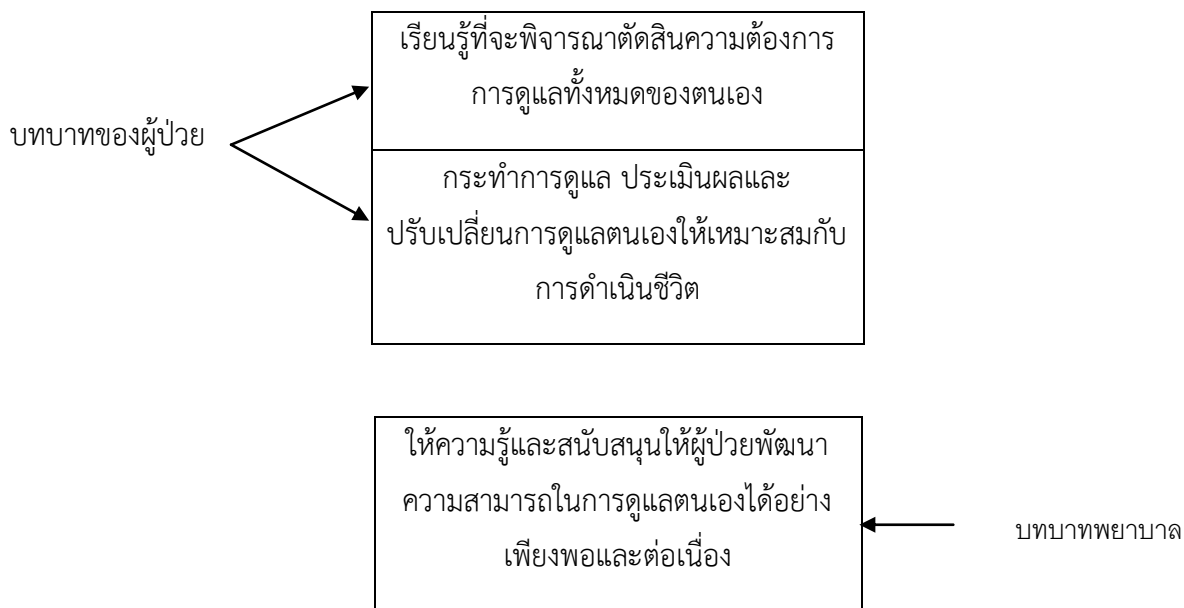 เรียนรู้ที่จะพิจารณาตัดสินความต้องการ
การดูแลทั้งหมดของตนเอง
บทบาทของผู้ป่วย
กระทำการดูแล ประเมินผลและ
ปรับเปลี่ยนการดูแลตนเองให้เหมาะสมกับ
การดำเนินชีวิต
ให้ความรู้และสนับสนุนให้ผู้ป่วยพัฒนา
ความสามารถในการดูแลตนเองได้อย่าง
เพียงพอและต่อเนื่อง
บทบาทพยาบาล